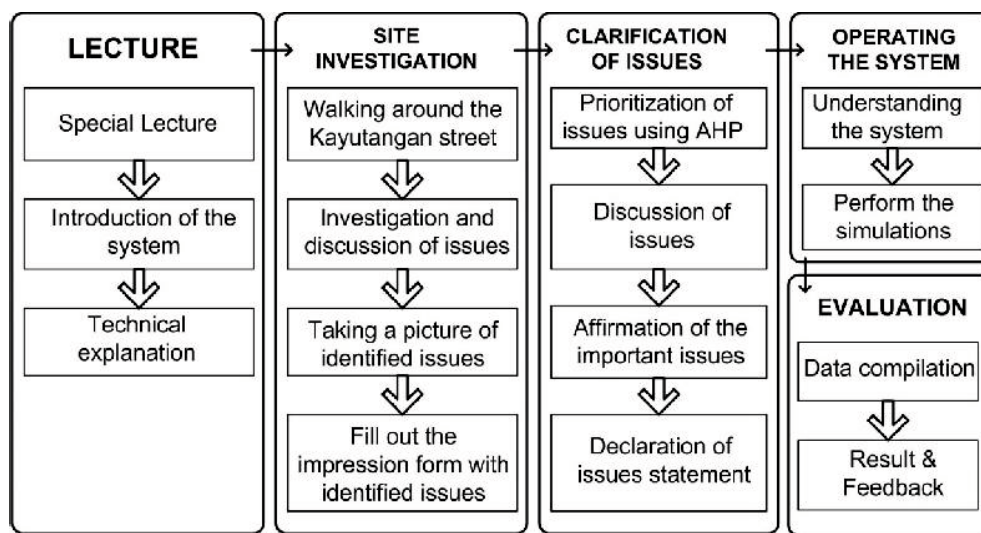 LECTURE
Special Lecture
Introduction of the
system
Technical
explanation
SITE
INVESTIGATION
Walking around the
Kayutangan street
Investigation and
discussion of issues
Taking a picture of
identified issues
Fill out the
impression form with
identified issues
CLARIFICATION
OF ISSUES
Prioritization of
issues using AHP
Discussion of
issues
Affirmation of the
important issues
Declaration of
issues statement
OPERATING
THE SYSTEM
Understanding
the system
Perform the
simulations
EVALUATION
Data compilation
Result &
Feedback